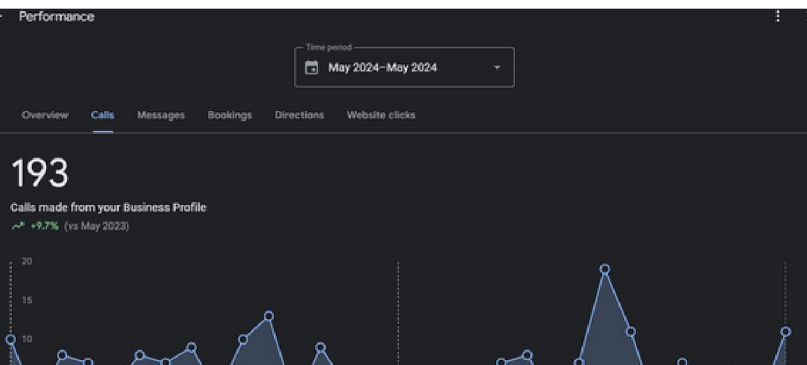 Performance
Time period
May 2024–May 2024
Overview Calls Messages Bookings Directions Website clicks
193
Calls made from your Business Profile
+9.7% (vs May 2023)
20
15
10